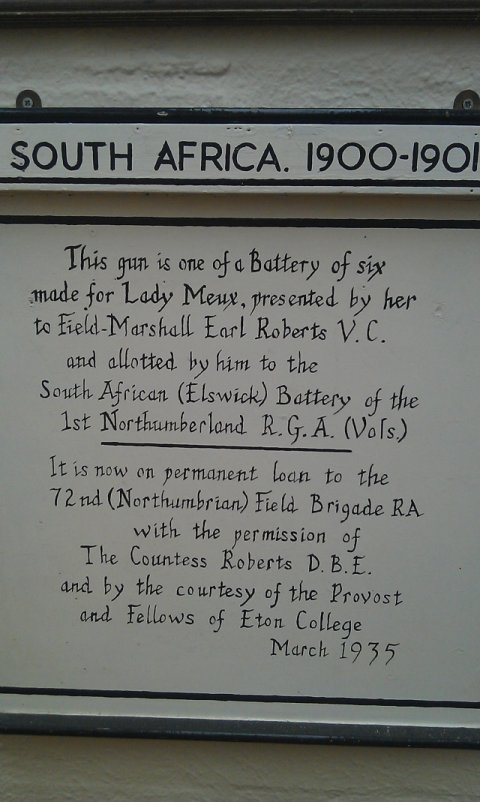 SOUTH AFRICA. 1900-1901
This gun is one of a Battery of six
made for Lady Meux, presented by her
to Field-Marshall Earl Roberts V.C.
and allotted by him to the
South African (Elswick) Battery of the
1st Northumberland R.G.A. (Vols.)
It is now on permanent loan to the
72nd (Northumbrian) Field Brigade RA
with the permission of
The Countess Roberts D.B.E.
and by the courtesy of the Provost
and Fellows of Eton College
March 1935